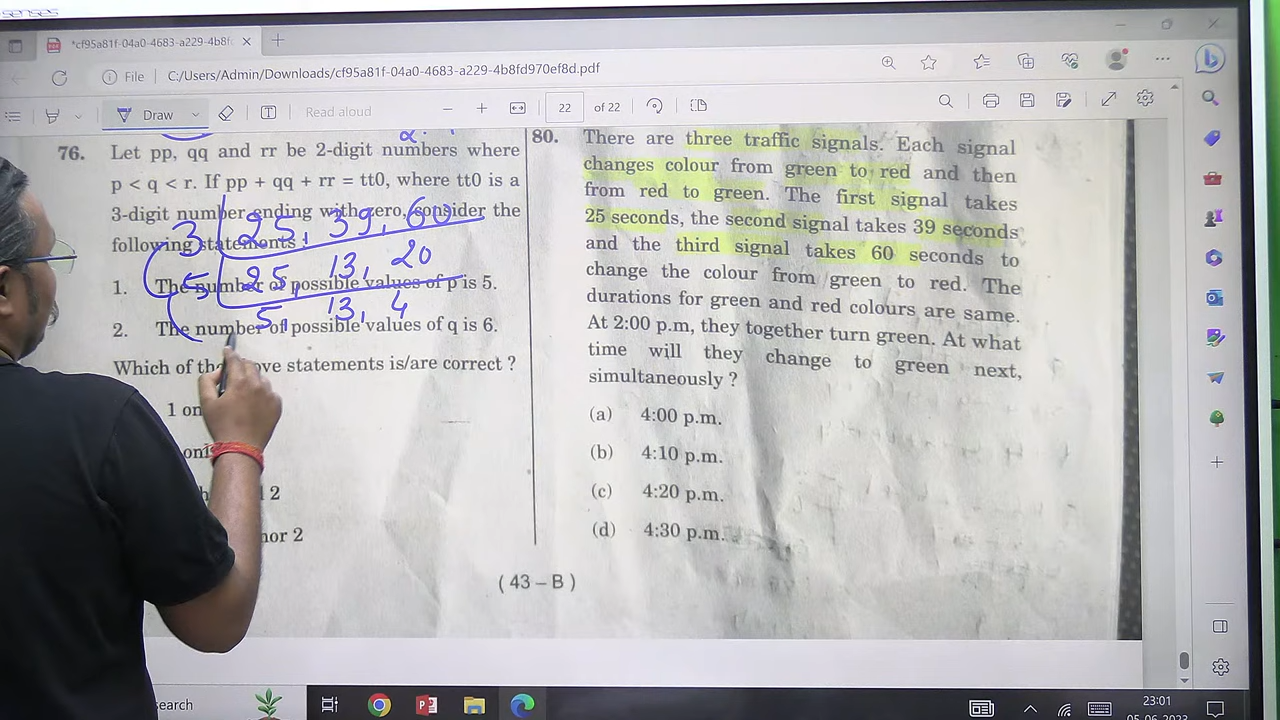 *cf95a81f-04a0-4683-a229-4b8f
File | C:/Users/Admin/Downloads/cf95a81f-04a0-4683-a229-4b8fd970ef8d.pdf
Draw
Read aloud
22 of 22
76. Let pp, qq and rr be 2-digit numbers where
p < q < r. If pp + qq + rr = tt0, where tt0 is a
3-digit number ending with zero, consider the
following statements :
1. The number of possible values of p is 5.
2. The number of possible values of q is 6.
Which of the above statements is/are correct ?
1 on
2
nor 2
3 25, 39, 60
5 25, 13, 20
5, 13, 4
80. There are three traffic signals. Each signal
changes colour from green to red and then
from red to green. The first signal takes
25 seconds, the second signal takes 39 seconds
and the third signal takes 60 seconds to
change the colour from green to red. The
durations for green and red colours are same.
At 2:00 p.m, they together turn green. At what
time will they change to green next,
simultaneously ?
(a) 4:00 p.m.
(b) 4:10 p.m.
(c) 4:20 p.m.
(d) 4:30 p.m.
( 43 – B )
search
23:01
05-06-2023